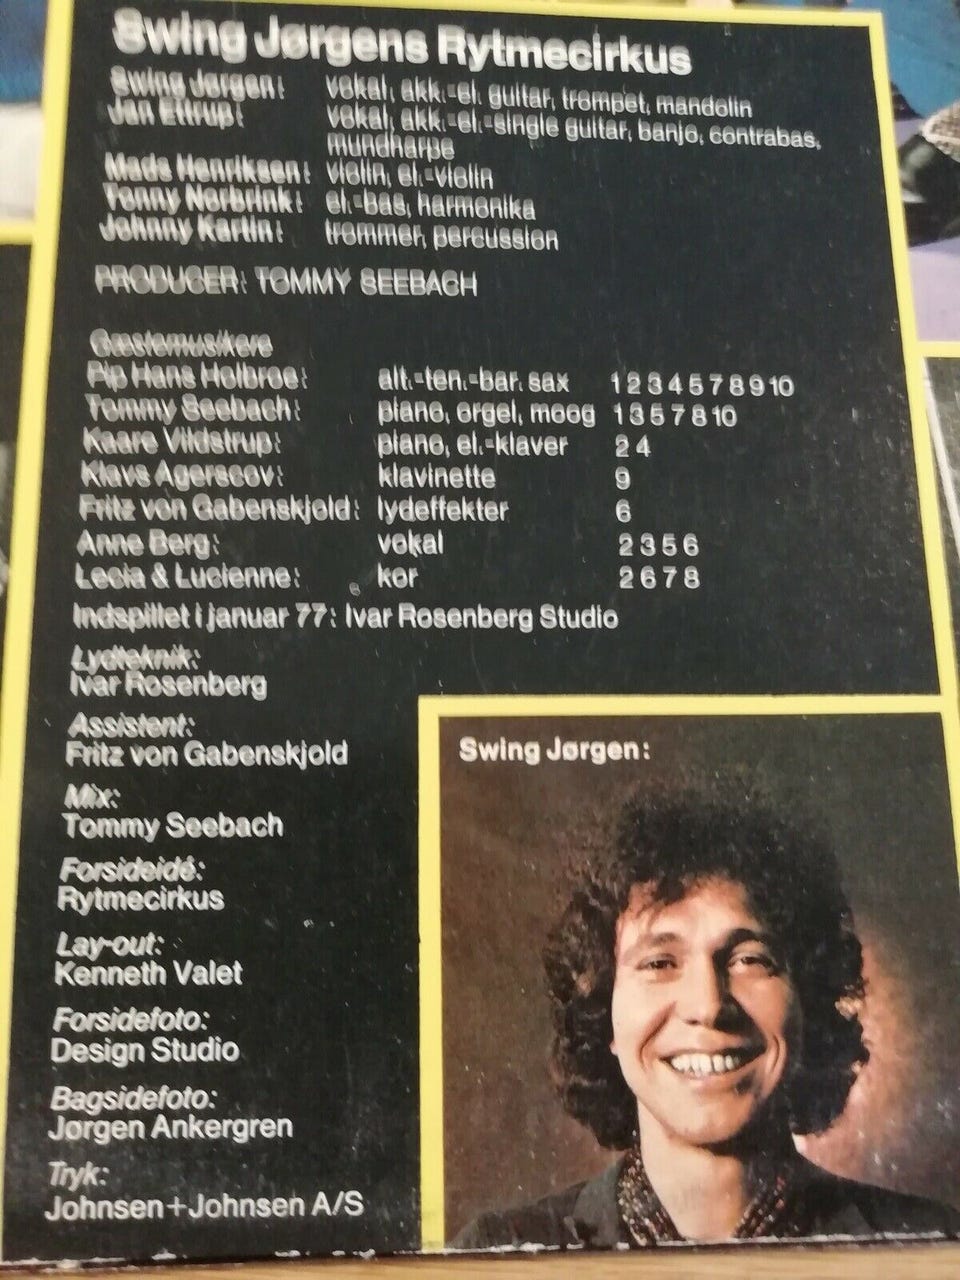 Swing Jørgens Rytmecirkus
Swing Jørgen: vokal, akk.-el. guitar, trompet, mandolin
Jan Ettrup: vokal, akk.-el.-single guitar, banjo, contrabas,
mundharpe
Mads Henriksen: violin, el.-violin
Tonny Norbrink: el.-bas, harmonika
Johnny Kartin: trommer, percussion
PRODUCER: TOMMY SEEBACH
Gæstemusikere
Pip Hans Holbroe: alt.-ten.-bar. sax 1 2 3 4 5 7 8 9 10
Tommy Seebach: piano, orgel, moog 1 3 5 7 8 10
Kaare Vildstrup: piano, el.-klaver 2 4
Klavs Agerscov: klavinette 9
Fritz von Gabenskjold: lydeffekter 6
Anne Berg: vokal 2 3 5 6
Lecia & Lucienne: kor 2 6 7 8
Indspillet i januar 77: Ivar Rosenberg Studio
Lydteknik:
Ivar Rosenberg
Assistent:
Fritz von Gabenskjold
Mix:
Tommy Seebach
Forsideidé:
Rytmecirkus
Lay-out:
Kenneth Valet
Forsidefoto:
Design Studio
Bagsidefoto:
Jørgen Ankergren
Tryk:
Johnsen+Johnsen A/S
Swing Jørgen: